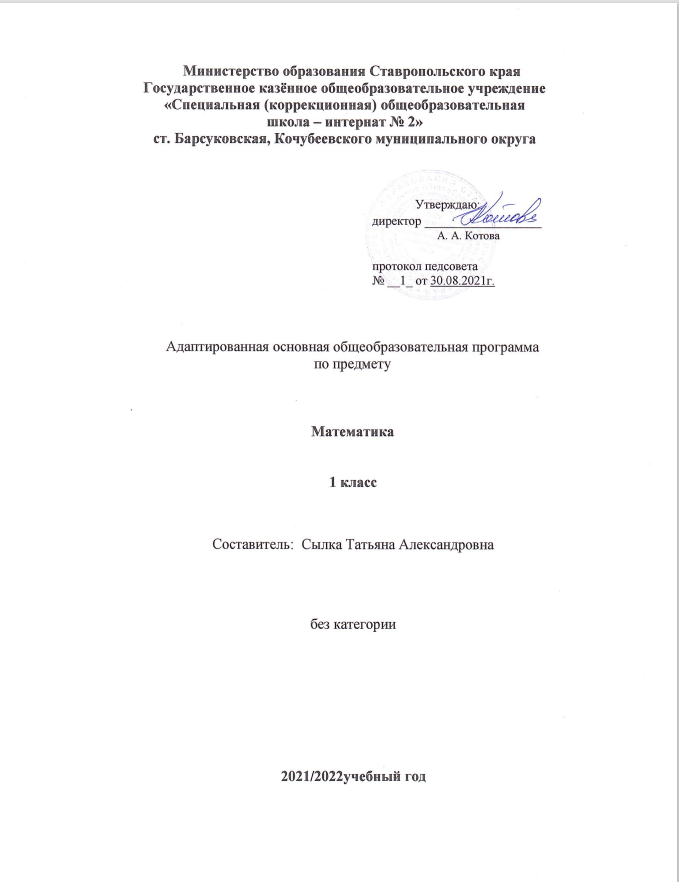 Министерство образования Ставропольского края
Государственное казённое общеобразовательное учреждение
«Специальная (коррекционная) общеобразовательная
школа – интернат № 2»
ст. Барсуковская, Кочубеевского муниципального округа
Утверждаю:
директор ____________________
А. А. Котова
протокол педсовета
№ __1_ от 30.08.2021г.
Адаптированная основная общеобразовательная программа
по предмету
Математика
1 класс
Составитель: Сылка Татьяна Александровна
без категории
2021/2022учебный год